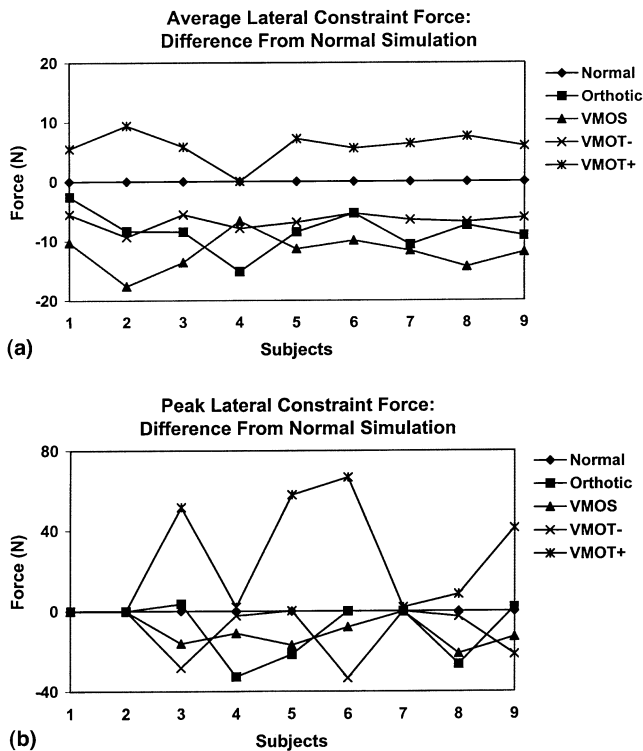 Average Lateral Constraint Force:
Difference From Normal Simulation
20
10
0
-10
-20
Force (N)
1 2 3 4 5 6 7 8 9
Subjects
Normal
Orthotic
VMOS
VMOT-
VMOT+
(a)
Peak Lateral Constraint Force:
Difference From Normal Simulation
80
40
0
-40
Force (N)
1 2 3 4 5 6 7 8 9
Subjects
Normal
Orthotic
VMOS
VMOT-
VMOT+
(b)